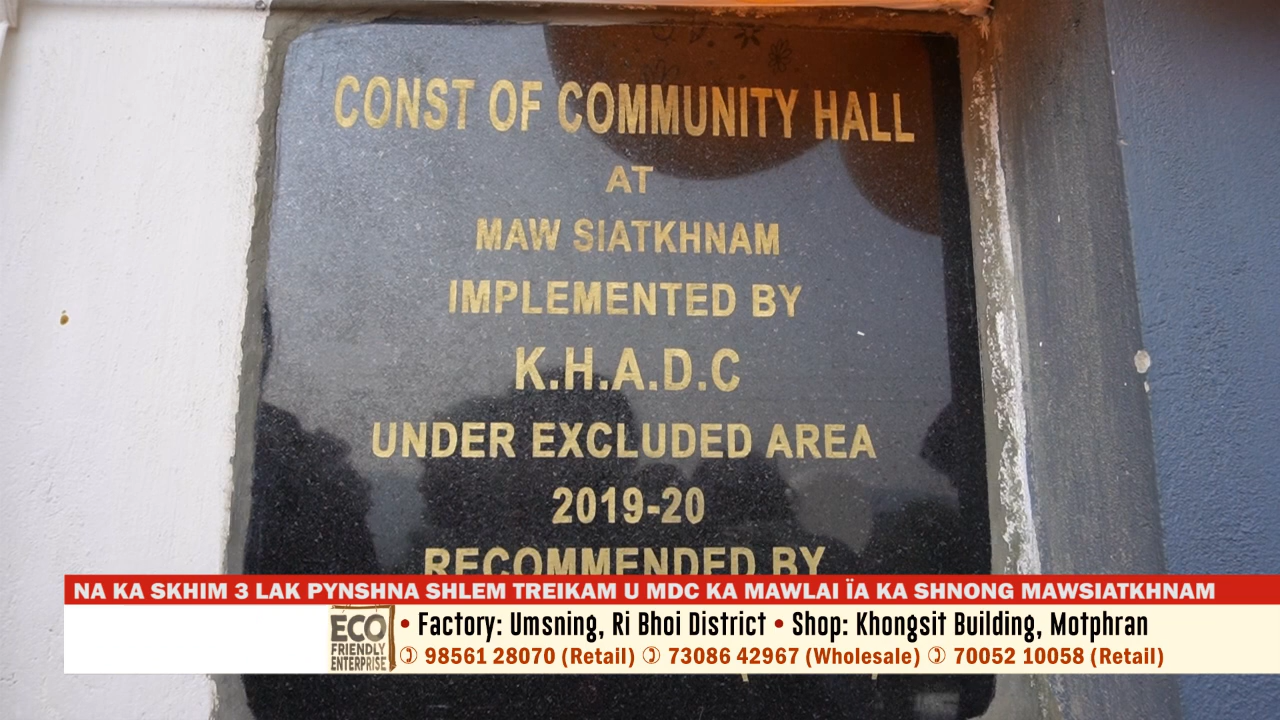 CONST OF COMMUNITY HALL
AT
MAW SIATKHNAM
IMPLEMENTED BY
K.H.A.D.C
UNDER EXCLUDED AREA
2019-20
RECOMMENDED BY
NA KA SKHIM 3 LAK PYNSHNA SHLEM TREIKAM U MDC KA MAWLAI ÏA KA SHNONG MAWSIATKHNAM
ECO
FRIENDLY
ENTERPRISE
• Factory: Umsning, Ri Bhoi District • Shop: Khongsit Building, Motphran
98561 28070 (Retail) 73086 42967 (Wholesale) 70052 10058 (Retail)